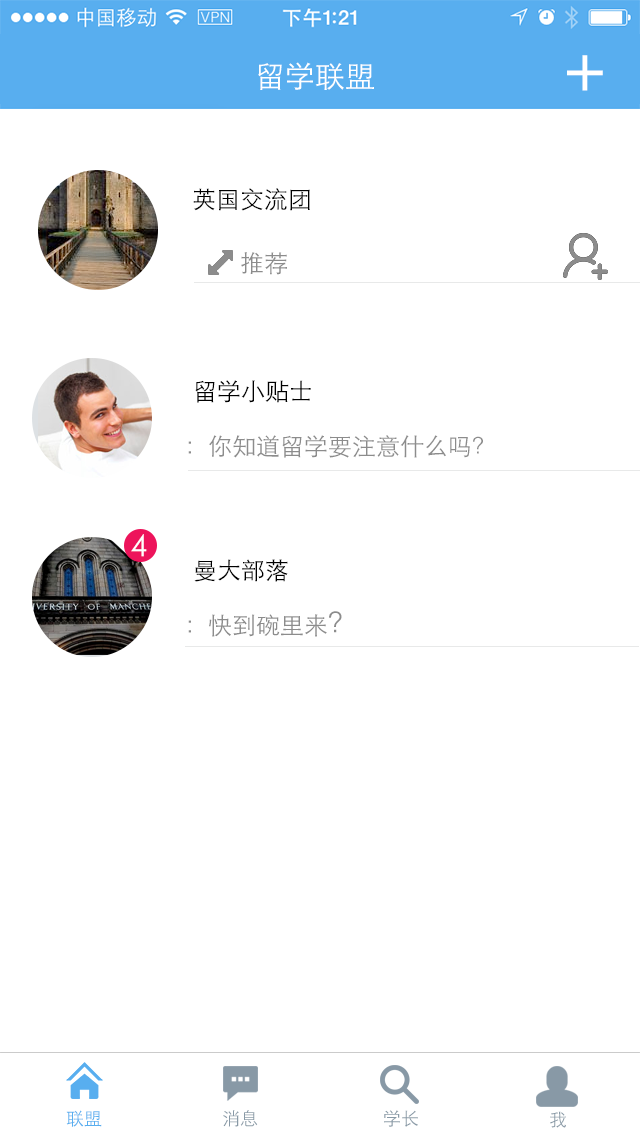 中国移动 VPN 下午1:21
留学联盟
英国交流团
推荐
留学小贴士
：你知道留学要注意什么吗?
4
IVERSITY OF MANCHE
曼大部落
：快到碗里来?
联盟 消息 学长 我